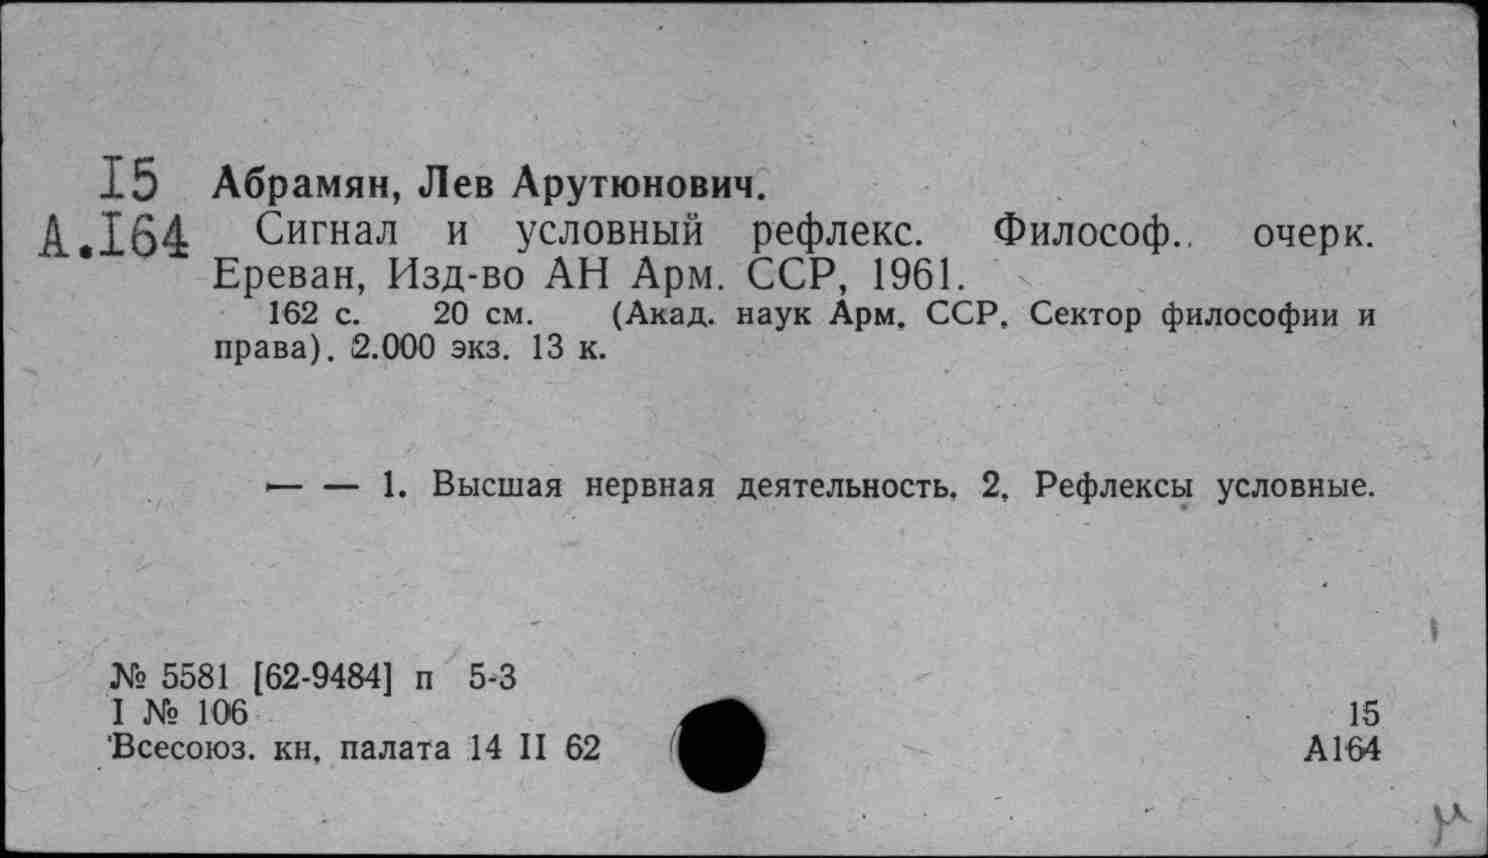 I5 Абрамян, Лев Арутюнович.
А.I64 Сигнал и условный рефлекс. Философ.. очерк.
Ереван, Изд-во АН Арм. ССР, 1961.
162 с. 20 см. (Акад. наук Арм. ССР. Сектор философии и
права). 2.000 экз. 13 к.
— — 1. Высшая нервная деятельность. 2. Рефлексы условные.
№ 5581 [62-9484] п 5-3
I № 106
Всесоюз. кн. палата 14 II 62
15
А164